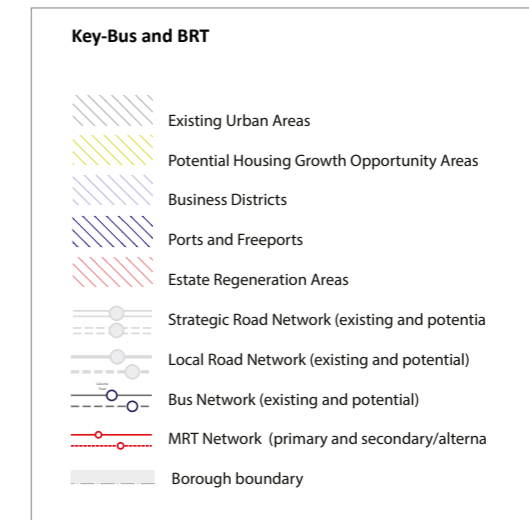 Key-Bus and BRT
Existing Urban Areas
Potential Housing Growth Opportunity Areas
Business Districts
Ports and Freeports
Estate Regeneration Areas
Strategic Road Network (existing and potentia
Local Road Network (existing and potential)
Bus Network (existing and potential)
MRT Network (primary and secondary/alterna
Borough boundary